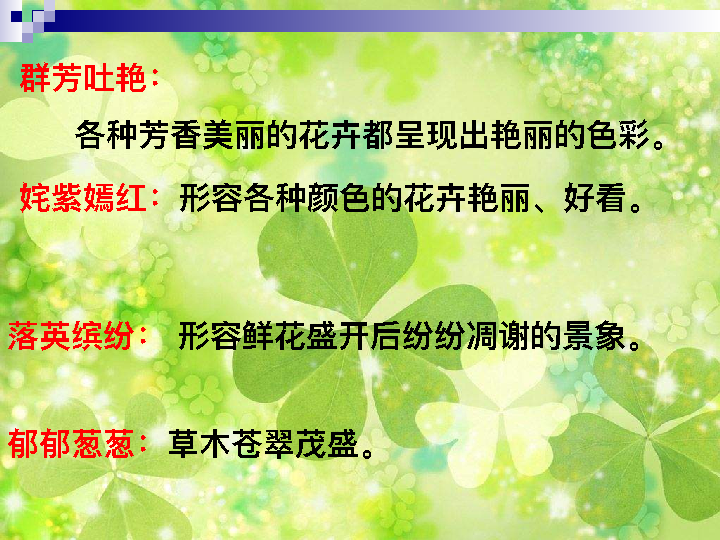 群芳吐艳：
各种芳香美丽的花卉都呈现出艳丽的色彩。
姹紫嫣红：形容各种颜色的花卉艳丽、好看。
落英缤纷： 形容鲜花盛开后纷纷凋谢的景象。
郁郁葱葱：草木苍翠茂盛。